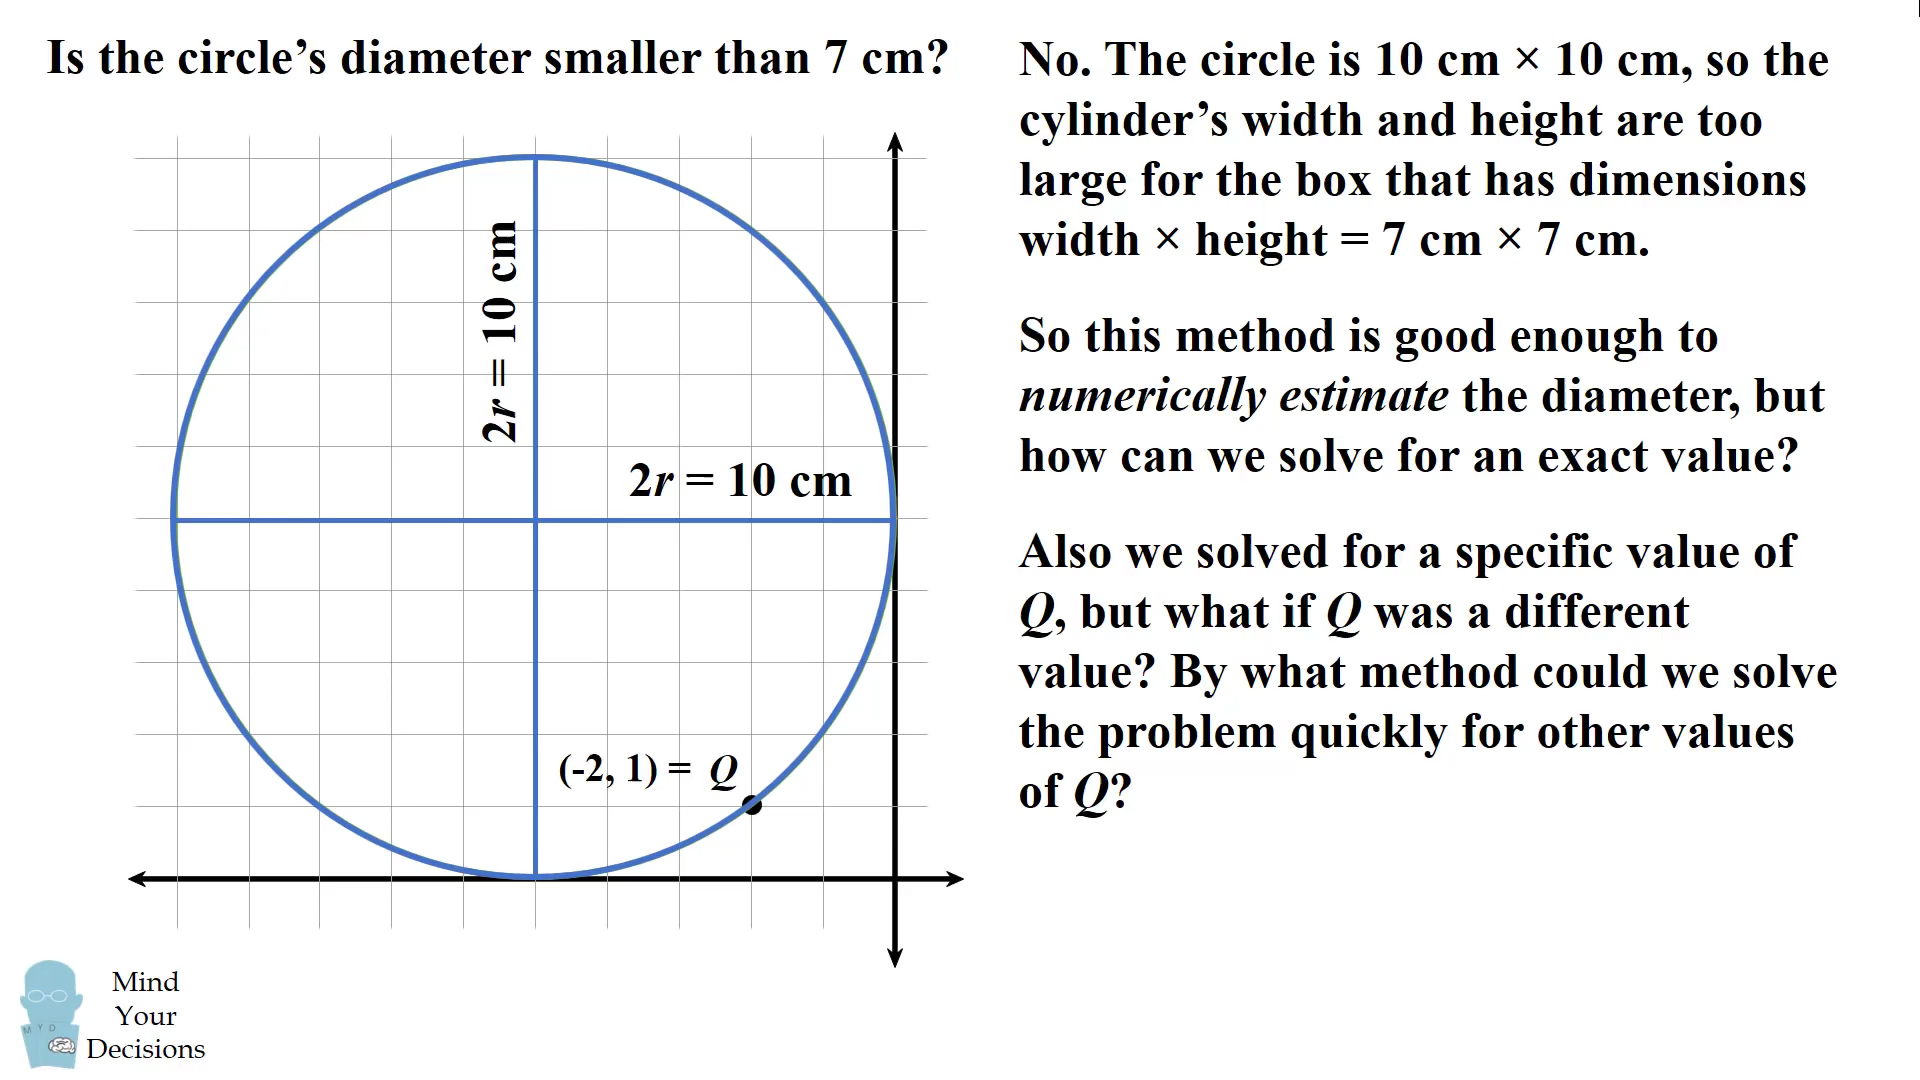 Is the circle’s diameter smaller than 7 cm?
2r = 10 cm
2r = 10 cm
(-2, 1) = Q
No. The circle is 10 cm × 10 cm, so the
cylinder’s width and height are too
large for the box that has dimensions
width × height = 7 cm × 7 cm.
So this method is good enough to
numerically estimate the diameter, but
how can we solve for an exact value?
Also we solved for a specific value of
Q, but what if Q was a different
value? By what method could we solve
the problem quickly for other values
of Q?
M Y D
Mind
Your
Decisions